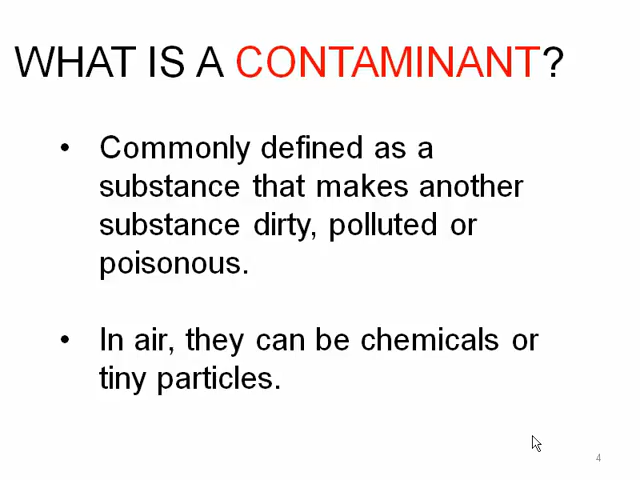 WHAT IS A CONTAMINANT?
• Commonly defined as a
substance that makes another
substance dirty, polluted or
poisonous.
• In air, they can be chemicals or
tiny particles.
4